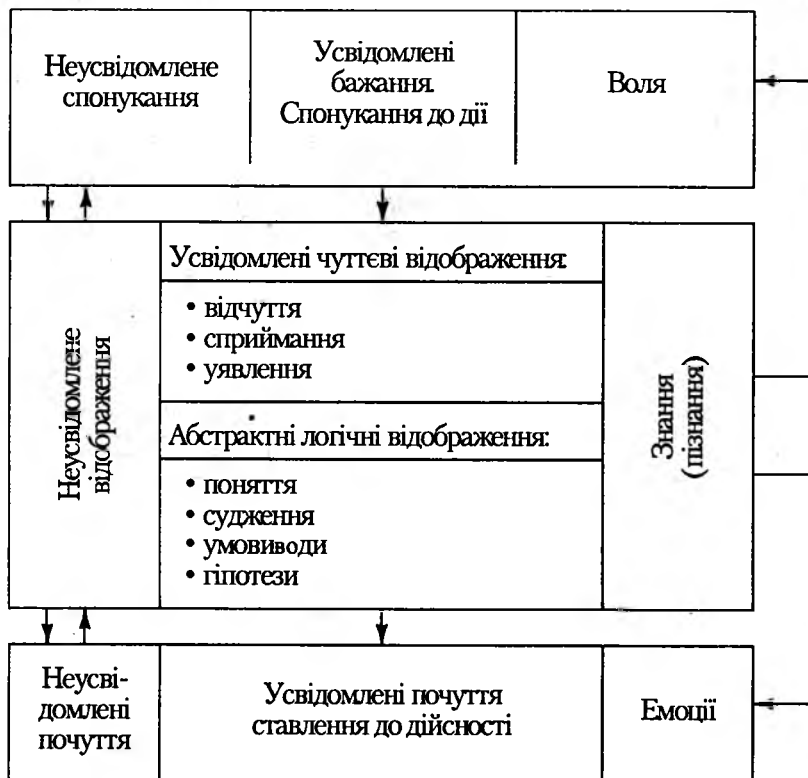 Неусвідомлене
спонукання
Усвідомлені
бажання.
Спонукання до дії
Воля
Неусвідомлене
відображення
Усвідомлені чуттєві відображення:
• відчуття
• сприймання
• уявлення
Абстрактні логічні відображення:
• поняття
• судження
• умовиводи
• гіпотези
Знання
(пізнання)
Неусві-
домлені
почуття
Усвідомлені почуття
ставлення до дійсності
Емоції